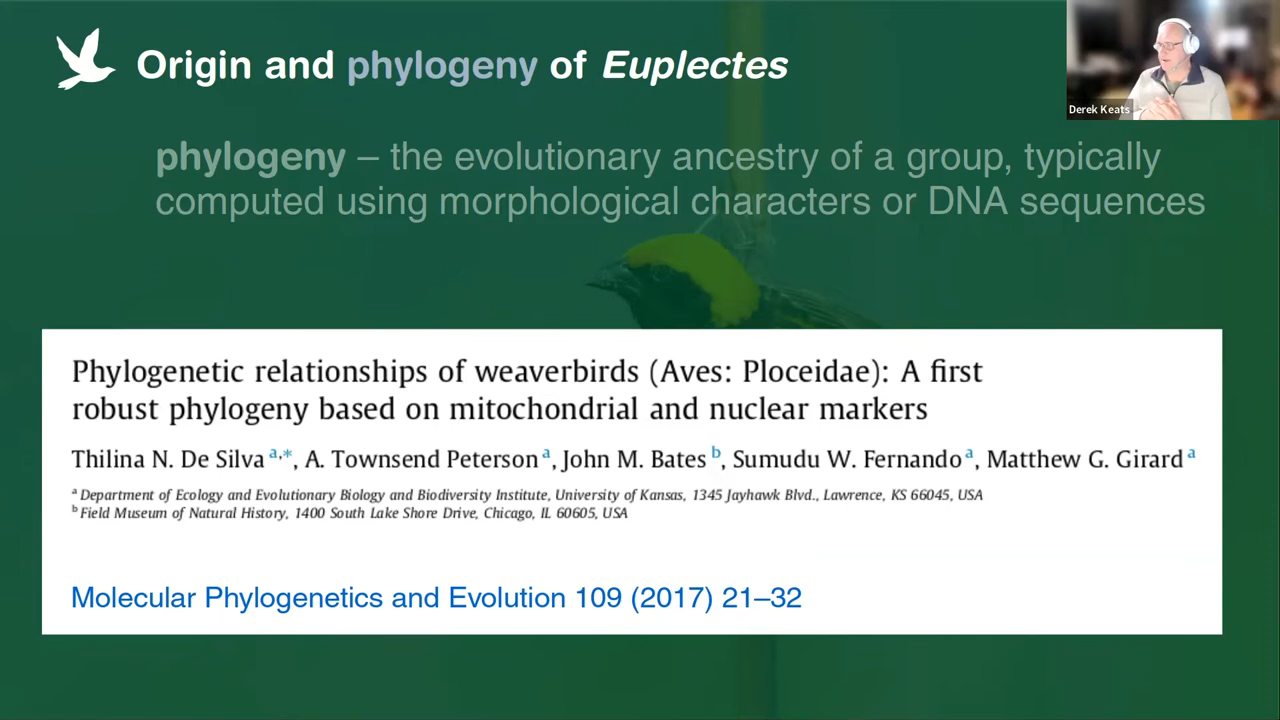 Origin and phylogeny of Euplectes
Derek Keats
phylogeny – the evolutionary ancestry of a group, typically
computed using morphological characters or DNA sequences
Phylogenetic relationships of weaverbirds (Aves: Ploceidae): A first
robust phylogeny based on mitochondrial and nuclear markers
Thilina N. De Silva a,*, A. Townsend Peterson a, John M. Bates b, Sumudu W. Fernando a, Matthew G. Girard a
a Department of Ecology and Evolutionary Biology and Biodiversity Institute, University of Kansas, 1345 Jayhawk Blvd., Lawrence, KS 66045, USA
b Field Museum of Natural History, 1400 South Lake Shore Drive, Chicago, IL 60605, USA
Molecular Phylogenetics and Evolution 109 (2017) 21–32